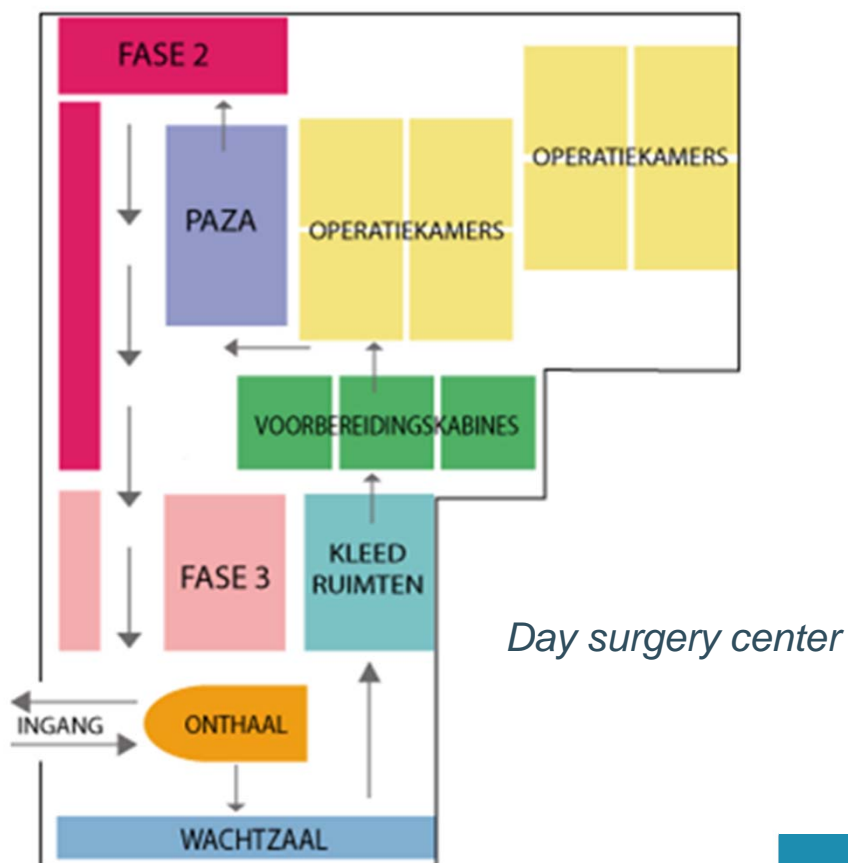 FASE 2
OPERATIEKAMERS
PAZA
OPERATIEKAMERS
VOORBEREIDINGSKABINES
FASE 3
KLEED
RUIMTEN
Day surgery center
INGANG
ONTHAAL
WACHTZAAL